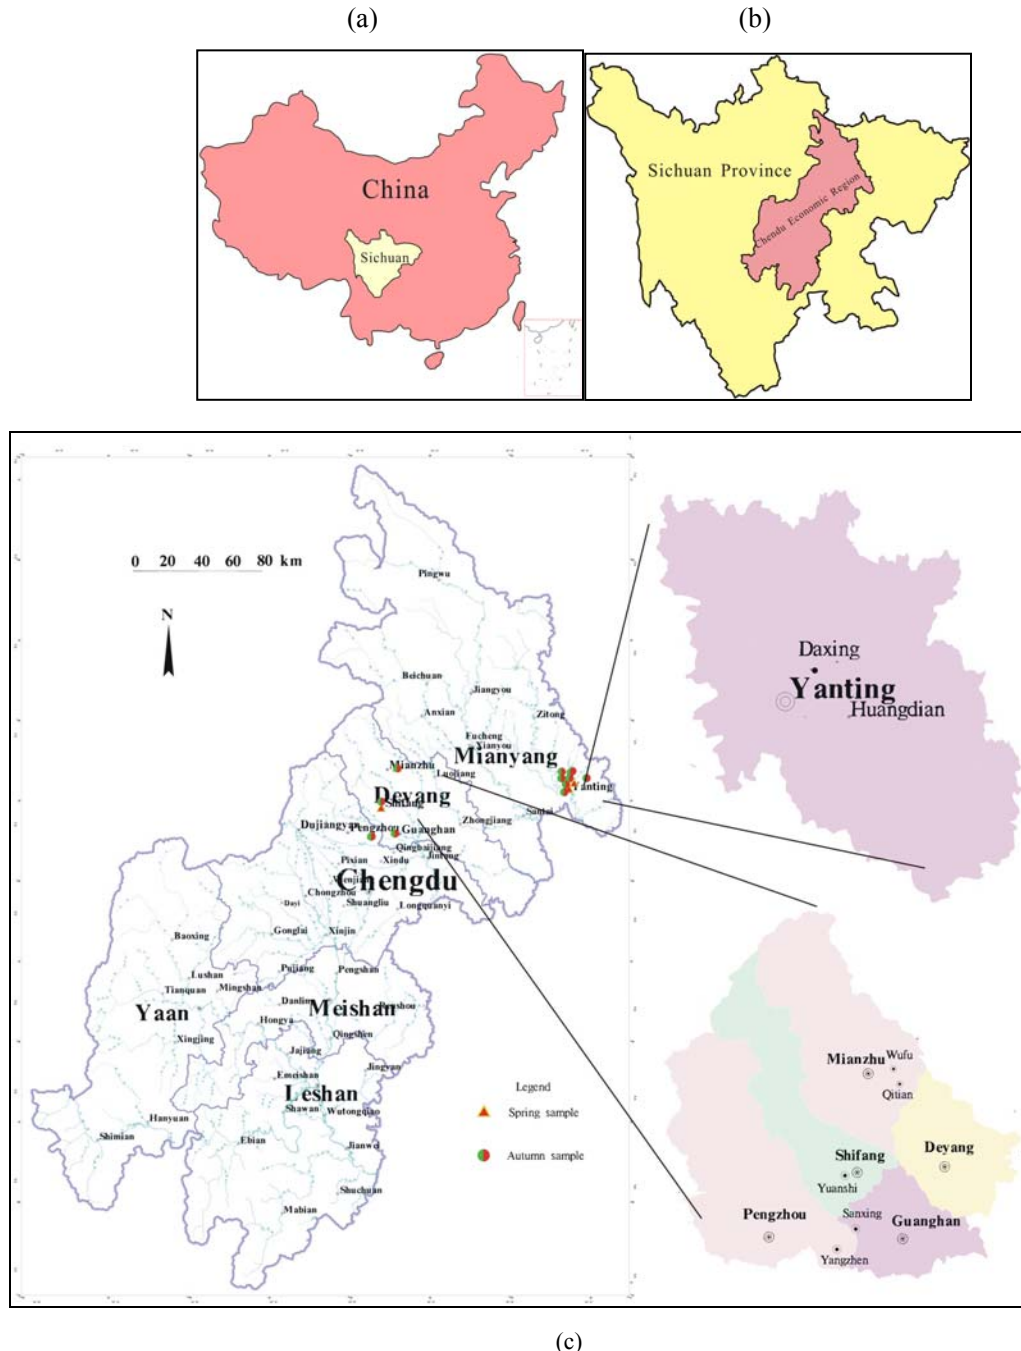 (a)
(b)
China
Sichuan
Sichuan Province
Chendu Economic Region
0 20 40 60 80 km
N
Pingwu
Beichuan
Jiangyou
Anxian
Zitong
Fucheng
Xianyou
Mianyang
Mianzhu
Luojiang
Yanting
Deyang
Shifang
Santai
Zhongjiang
Dujiangyan
Pengzhou
Guanghan
Qingbaijiang
Jintang
Pixian
Xindu
Wenjiang
Chengdu
Chongzhou
Dayi
Shuangliu
Longquanyi
Gonglai
Xinjin
Baoxing
Lushan
Pujiang
Pengshan
Tianquan
Mingshan
Yaan
Danling
Meishan
Renshou
Hongya
Qingshen
Xingjing
Jajiang
Jingyan
Emeishan
Leshan
Shawan
Wutongqiao
Hanyuan
Shimian
Ebian
Jianwei
Shuchuan
Mabian
Legend
Spring sample
Autumn sample
Daxing
Yanting
Huangdian
Mianzhu
Wufu
Qitian
Shifang
Deyang
Yuanshi
Pengzhou
Sanxing
Guanghan
Yangzhen
(c)